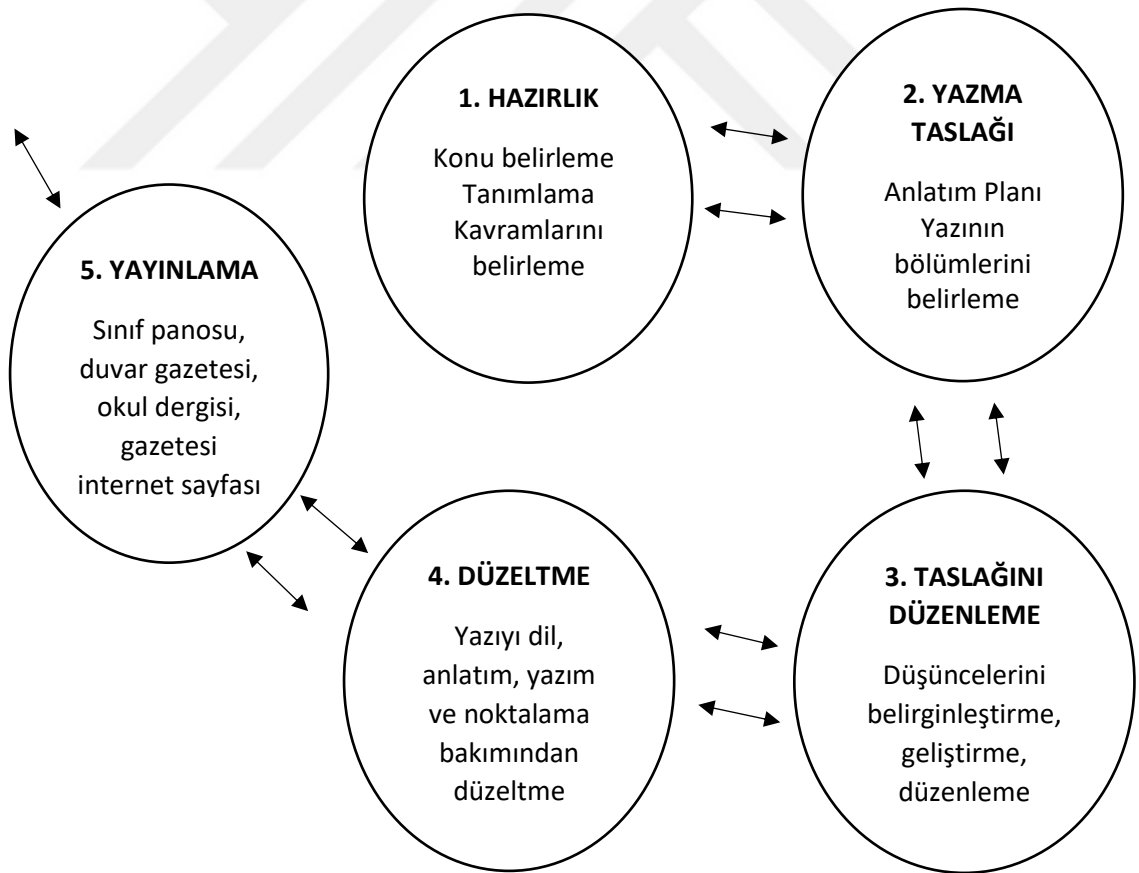 1. HAZIRLIK
Konu belirleme
Tanımlama
Kavramlarını
belirleme
2. YAZMA
TASLAĞI
Anlatım Planı
Yazının
bölümlerini
belirleme
3. TASLAĞINI
DÜZENLEME
Düşüncelerini
belirginleştirme,
geliştirme,
düzenleme
4. DÜZELTME
Yazıyı dil,
anlatım, yazım
ve noktalama
bakımından
düzeltme
5. YAYINLAMA
Sınıf panosu,
duvar gazetesi,
okul dergisi,
gazetesi
internet sayfası